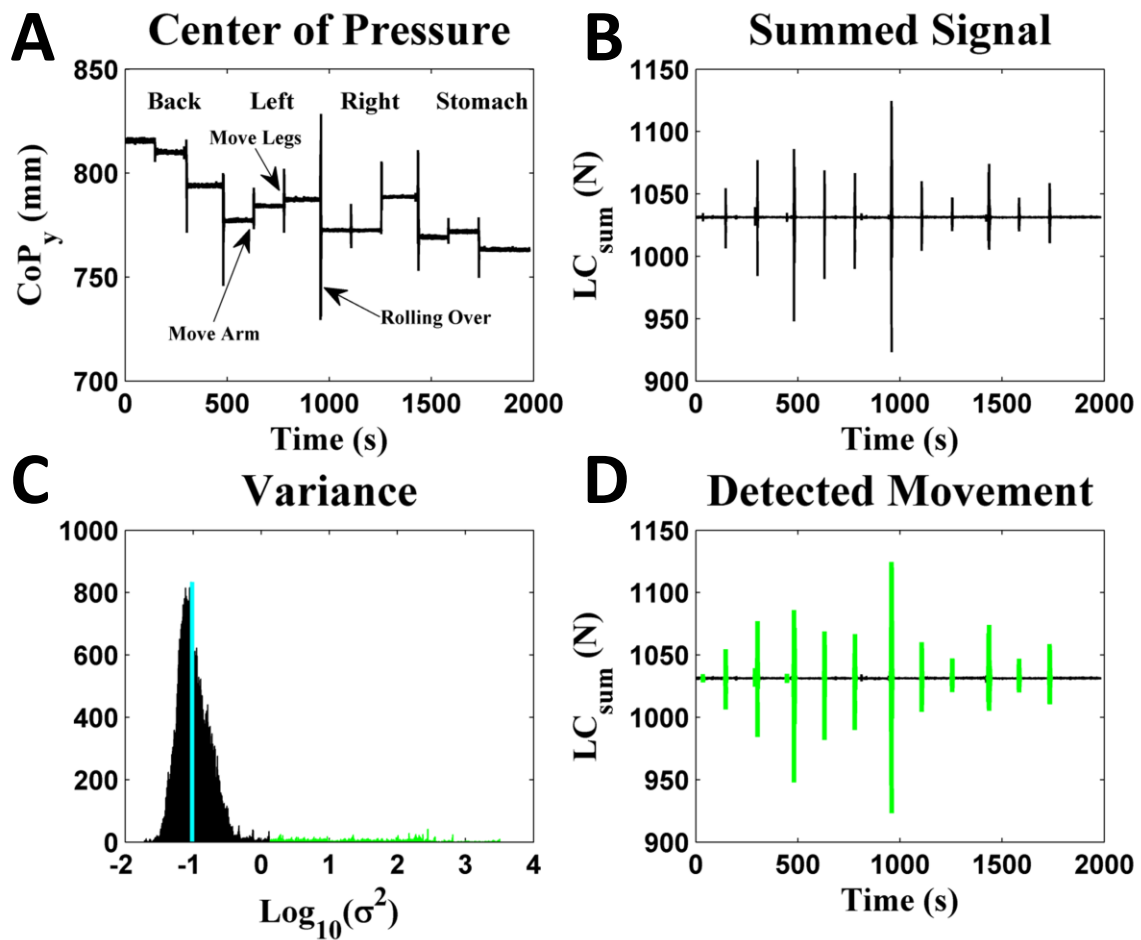 A
Center of Pressure
850
800
750
700
CoPy (mm)
Back Left Right Stomach
Move Legs
Move Arm
Rolling Over
0 500 1000 1500 2000
Time (s)
B
Summed Signal
1150
1100
1050
1000
950
900
LCsum (N)
0 500 1000 1500 2000
Time (s)
C
Variance
1000
800
600
400
200
0
-2 -1 0 1 2 3 4
Log10(σ2)
D
Detected Movement
1150
1100
1050
1000
950
900
LCsum (N)
0 500 1000 1500 2000
Time (s)